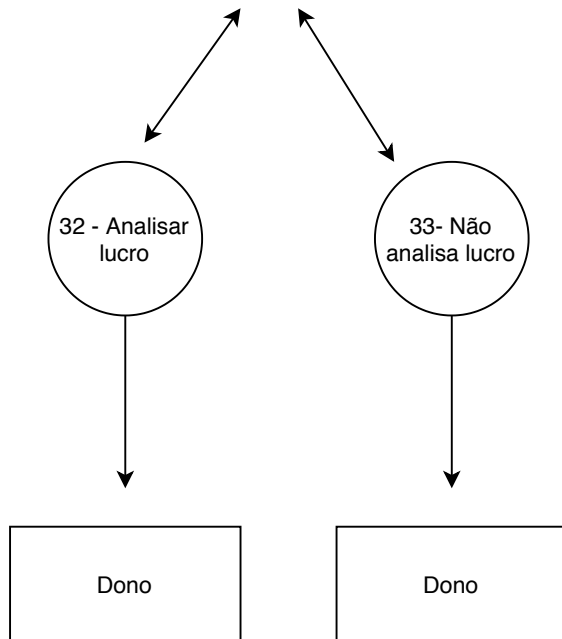 32 - Analisar
lucro
33- Não
analisa lucro
Dono
Dono